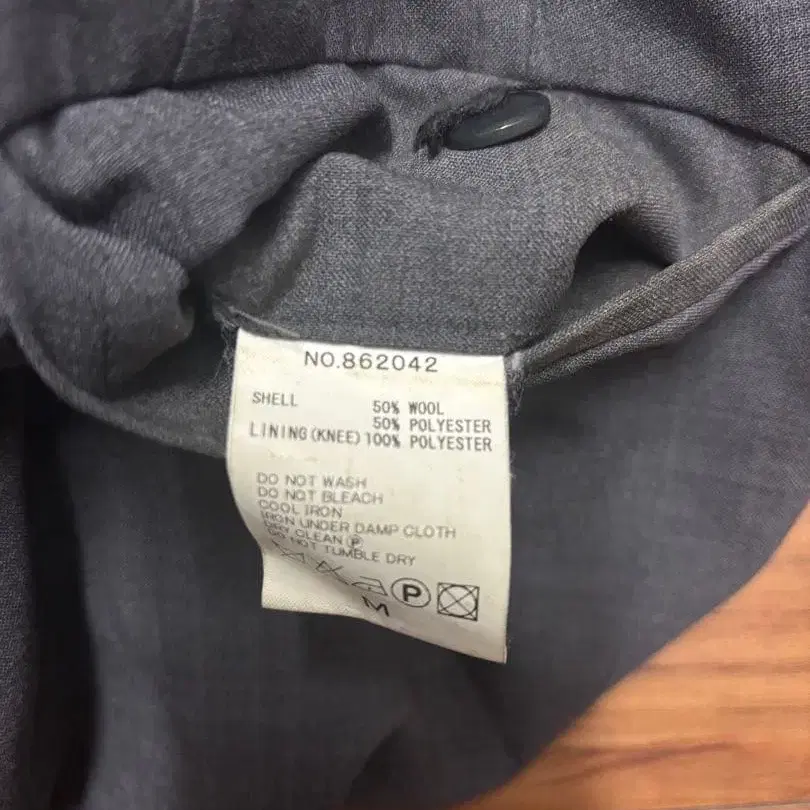 NO.862042
SHELL 50% WOOL
50% POLYESTER
LINING(KNEE) 100% POLYESTER
DO NOT WASH
DO NOT BLEACH
COOL IRON
IRON UNDER DAMP CLOTH
DRY CLEAN Ⓟ
DO NOT TUMBLE DRY
P
M